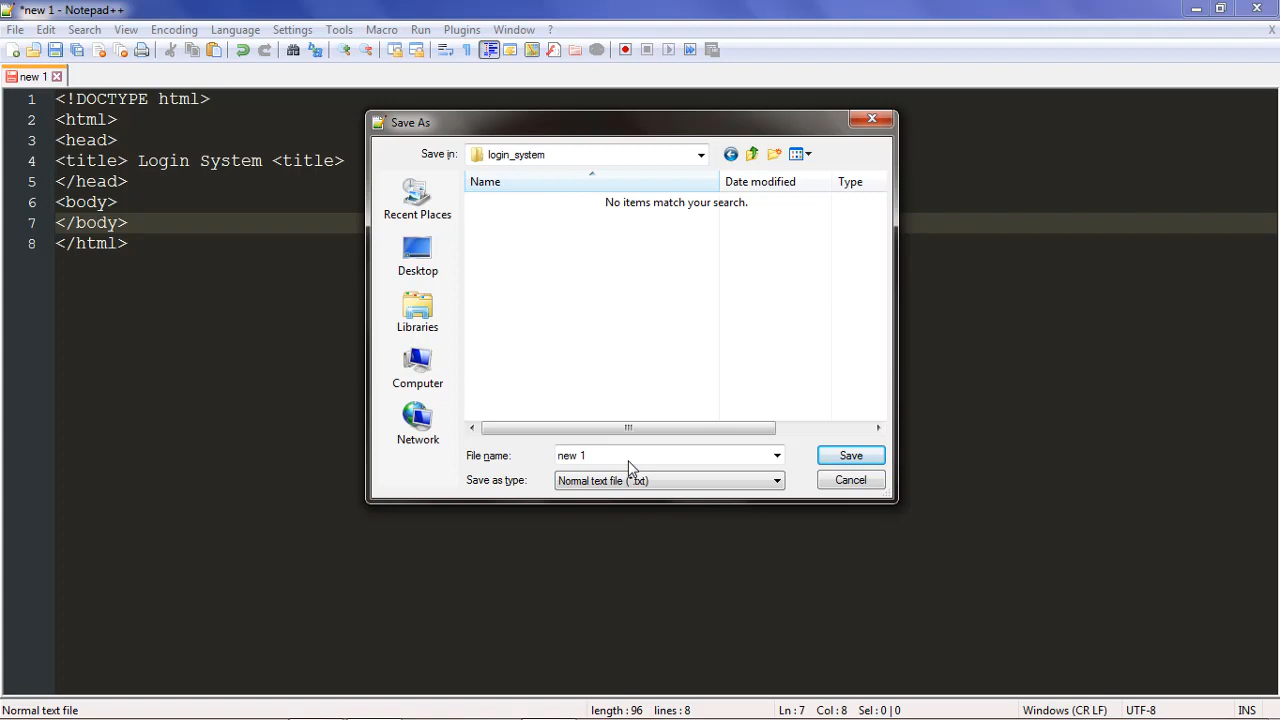 *new 1 - Notepad++
File Edit Search View Encoding Language Settings Tools Macro Run Plugins Window ? X
new 1
1 <!DOCTYPE html>
2 <html>
3 <head>
4 <title> Login System <title>
5 </head>
6 <body>
7 </body>
8 </html>
Save As
Save in: login_system
Name Date modified Type
No items match your search.
Recent Places
Desktop
Libraries
Computer
Network
File name: new 1 Save
Save as type: Normal text file (*.txt) Cancel
Normal text file length : 96 lines : 8 Ln : 7 Col : 8 Sel : 0 | 0 Windows (CR LF) UTF-8 INS